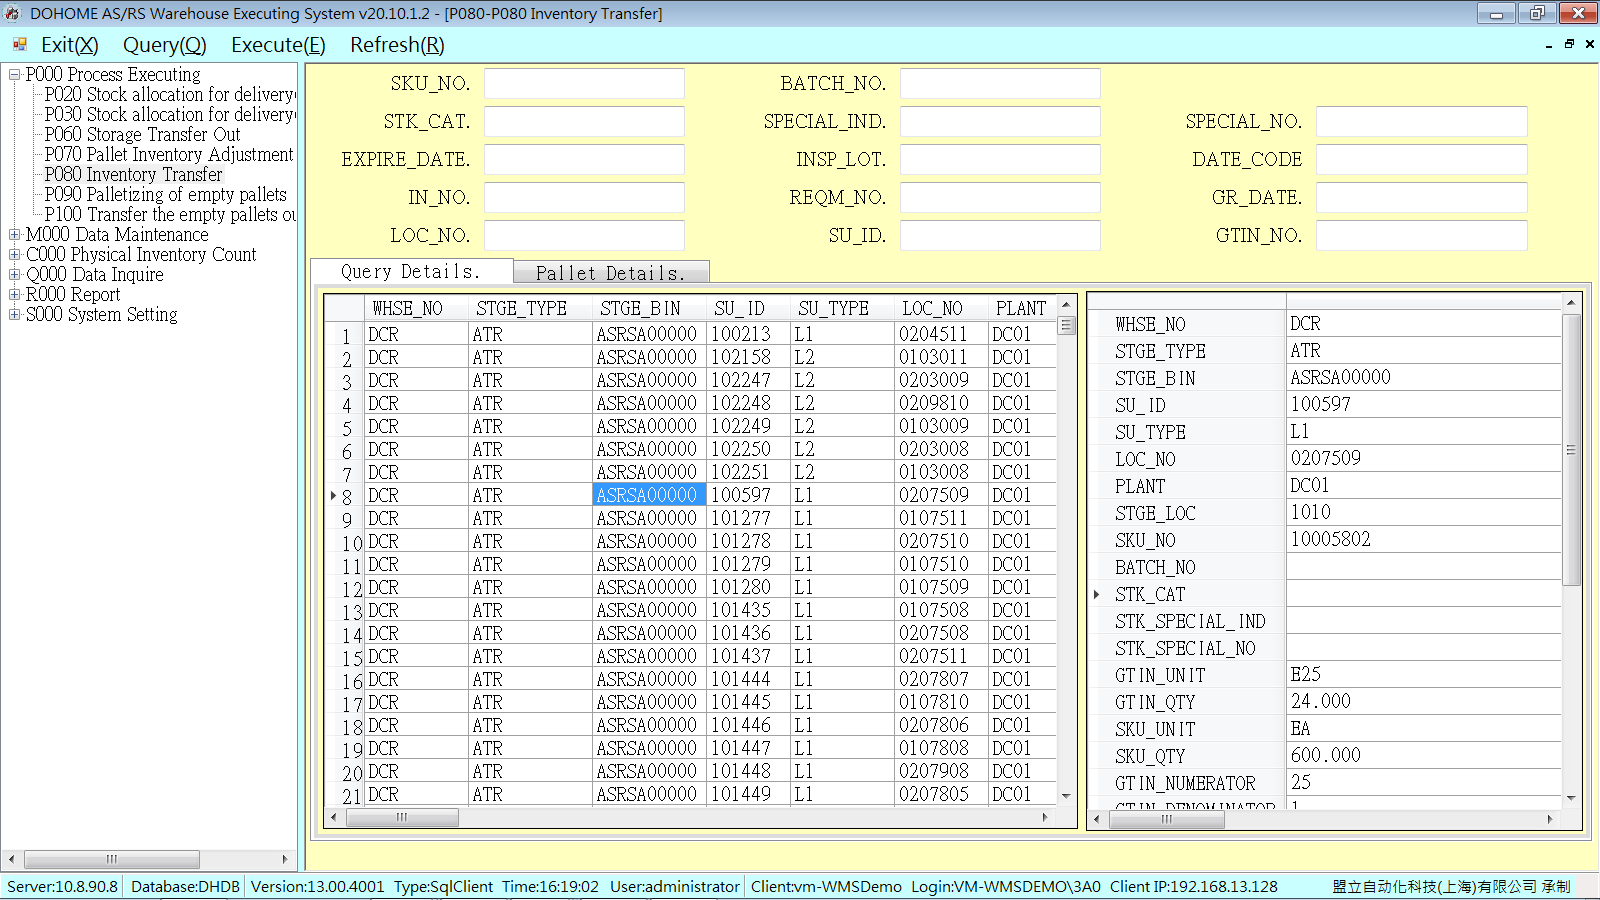 DOHOME AS/RS Warehouse Executing System v20.10.1.2 - [P080-P080 Inventory Transfer]
Exit(X) Query(Q) Execute(E) Refresh(R)
P000 Process Executing
P020 Stock allocation for delivery
P030 Stock allocation for delivery
P060 Storage Transfer Out
P070 Pallet Inventory Adjustment
P080 Inventory Transfer
P090 Palletizing of empty pallets
P100 Transfer the empty pallets ou
M000 Data Maintenance
C000 Physical Inventory Count
Q000 Data Inquire
R000 Report
S000 System Setting
SKU_NO. BATCH_NO.
STK_CAT. SPECIAL_IND. SPECIAL_NO.
EXPIRE_DATE. INSP_LOT. DATE_CODE
IN_NO. REQM_NO. GR_DATE.
LOC_NO. SU_ID. GTIN_NO.
Query Details. Pallet Details.
WHSE_NO STGE_TYPE STGE_BIN SU_ID SU_TYPE LOC_NO PLANT
1 DCR ATR ASRSA00000 100213 L1 0204511 DC01
2 DCR ATR ASRSA00000 102158 L2 0103011 DC01
3 DCR ATR ASRSA00000 102247 L2 0203009 DC01
4 DCR ATR ASRSA00000 102248 L2 0209810 DC01
5 DCR ATR ASRSA00000 102249 L2 0103009 DC01
6 DCR ATR ASRSA00000 102250 L2 0203008 DC01
7 DCR ATR ASRSA00000 102251 L2 0103008 DC01
8 DCR ATR ASRSA00000 100597 L1 0207509 DC01
9 DCR ATR ASRSA00000 101277 L1 0107511 DC01
10 DCR ATR ASRSA00000 101278 L1 0207510 DC01
11 DCR ATR ASRSA00000 101279 L1 0107510 DC01
12 DCR ATR ASRSA00000 101280 L1 0107509 DC01
13 DCR ATR ASRSA00000 101435 L1 0107508 DC01
14 DCR ATR ASRSA00000 101436 L1 0207508 DC01
15 DCR ATR ASRSA00000 101437 L1 0207511 DC01
16 DCR ATR ASRSA00000 101444 L1 0207807 DC01
17 DCR ATR ASRSA00000 101445 L1 0107810 DC01
18 DCR ATR ASRSA00000 101446 L1 0207806 DC01
19 DCR ATR ASRSA00000 101447 L1 0107808 DC01
20 DCR ATR ASRSA00000 101448 L1 0207908 DC01
21 DCR ATR ASRSA00000 101449 L1 0207805 DC01
WHSE_NO DCR
STGE_TYPE ATR
STGE_BIN ASRSA00000
SU_ID 100597
SU_TYPE L1
LOC_NO 0207509
PLANT DC01
STGE_LOC 1010
SKU_NO 10005802
BATCH_NO
STK_CAT
STK_SPECIAL_IND
STK_SPECIAL_NO
GTIN_UNIT E25
GTIN_QTY 24.000
SKU_UNIT EA
SKU_QTY 600.000
GTIN_NUMERATOR 25
GTIN_DENOMINATOR 1
Server:10.8.90.8 Database:DHDB Version:13.00.4001 Type:SqlClient Time:16:19:02 User:administrator Client:vm-WMSDemo Login:VM-WMSDEMO\3A0 Client IP:192.168.13.128 盟立自动化科技(上海)有限公司 承制